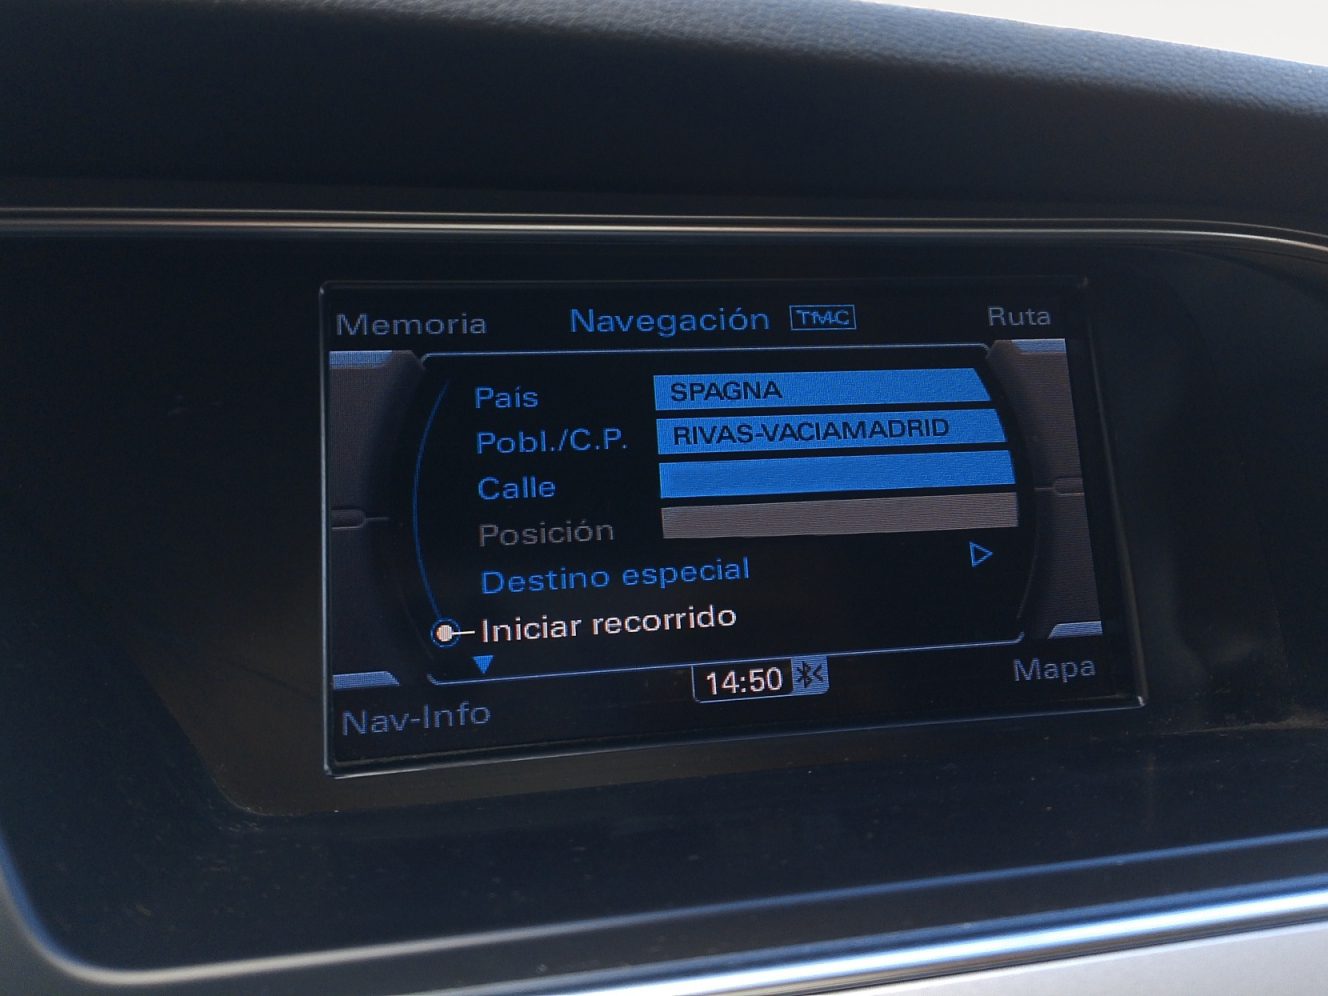 Memoria Navegación TMC Ruta
País SPAGNA
Pobl./C.P. RIVAS-VACIAMADRID
Calle
Posición
Destino especial
Iniciar recorrido
14:50
Nav-Info Mapa